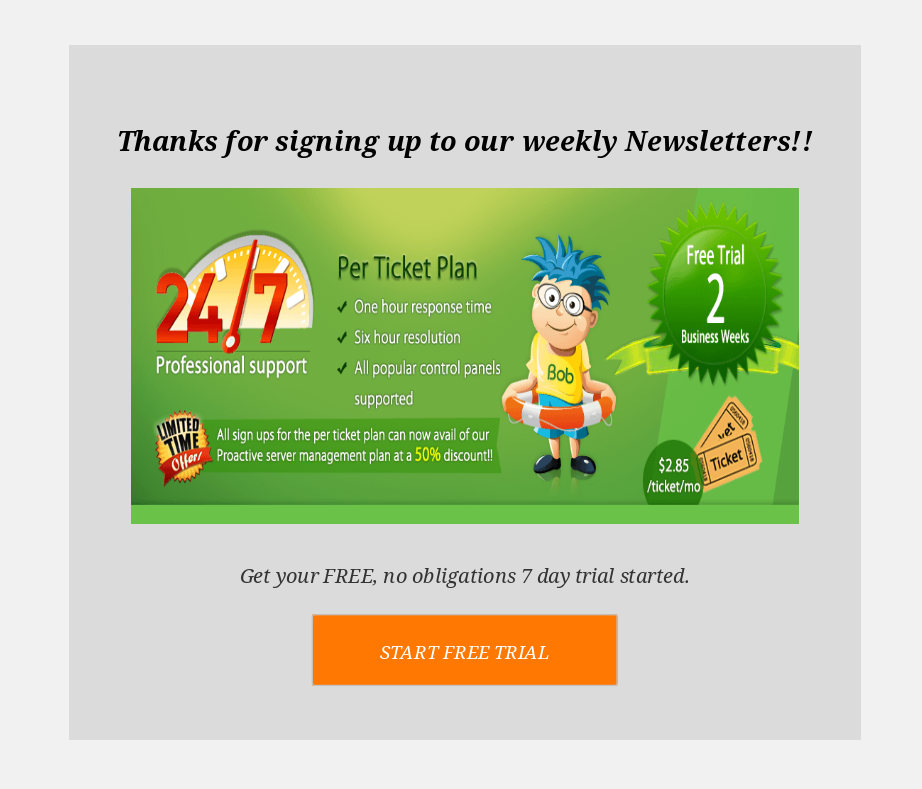 Thanks for signing up to our weekly Newsletters!!
24/7
Professional support
Per Ticket Plan
One hour response time
Six hour resolution
All popular control panels
supported
LIMITED
TIME
Offer!
All sign ups for the per ticket plan can now avail of our
Proactive server management plan at a 50% discount!!
Bob
Free Trial
2
Business Weeks
$2.85
/ticket/mo
Ticket
Get your FREE, no obligations 7 day trial started.
START FREE TRIAL